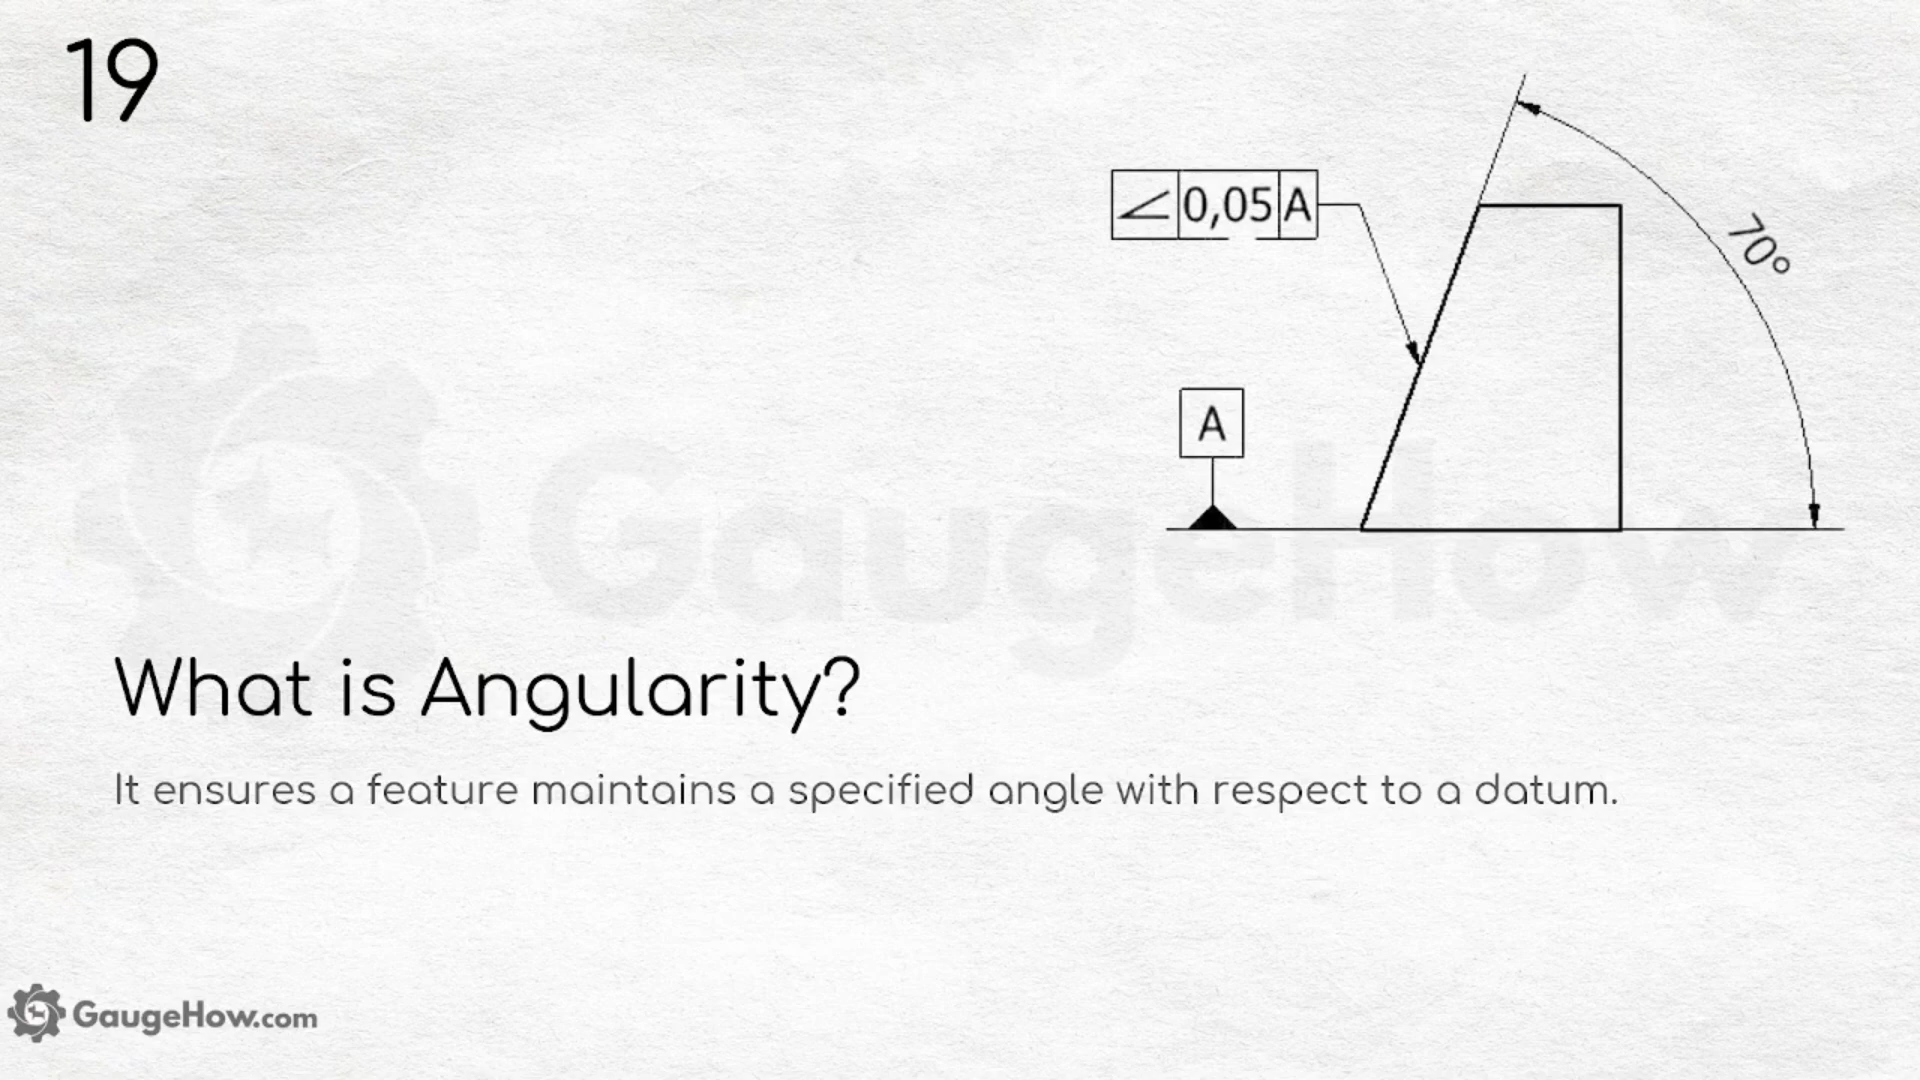 19
∠ 0,05 A
70°
A
GaugeHow
What is Angularity?
It ensures a feature maintains a specified angle with respect to a datum.
GaugeHow.com